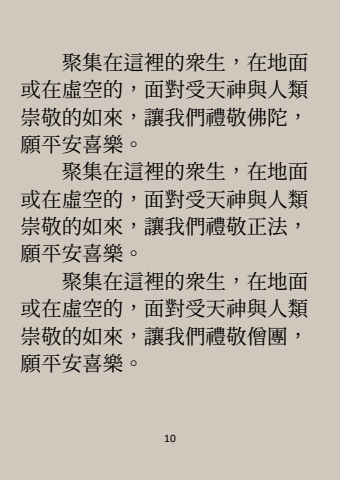 聚集在這裡的衆生，在地面
或在虛空的，面對受天神與人類
崇敬的如來，讓我們禮敬佛陀，
願平安喜樂。
聚集在這裡的衆生，在地面
或在虛空的，面對受天神與人類
崇敬的如來，讓我們禮敬正法，
願平安喜樂。
聚集在這裡的衆生，在地面
或在虛空的，面對受天神與人類
崇敬的如來，讓我們禮敬僧團，
願平安喜樂。
10